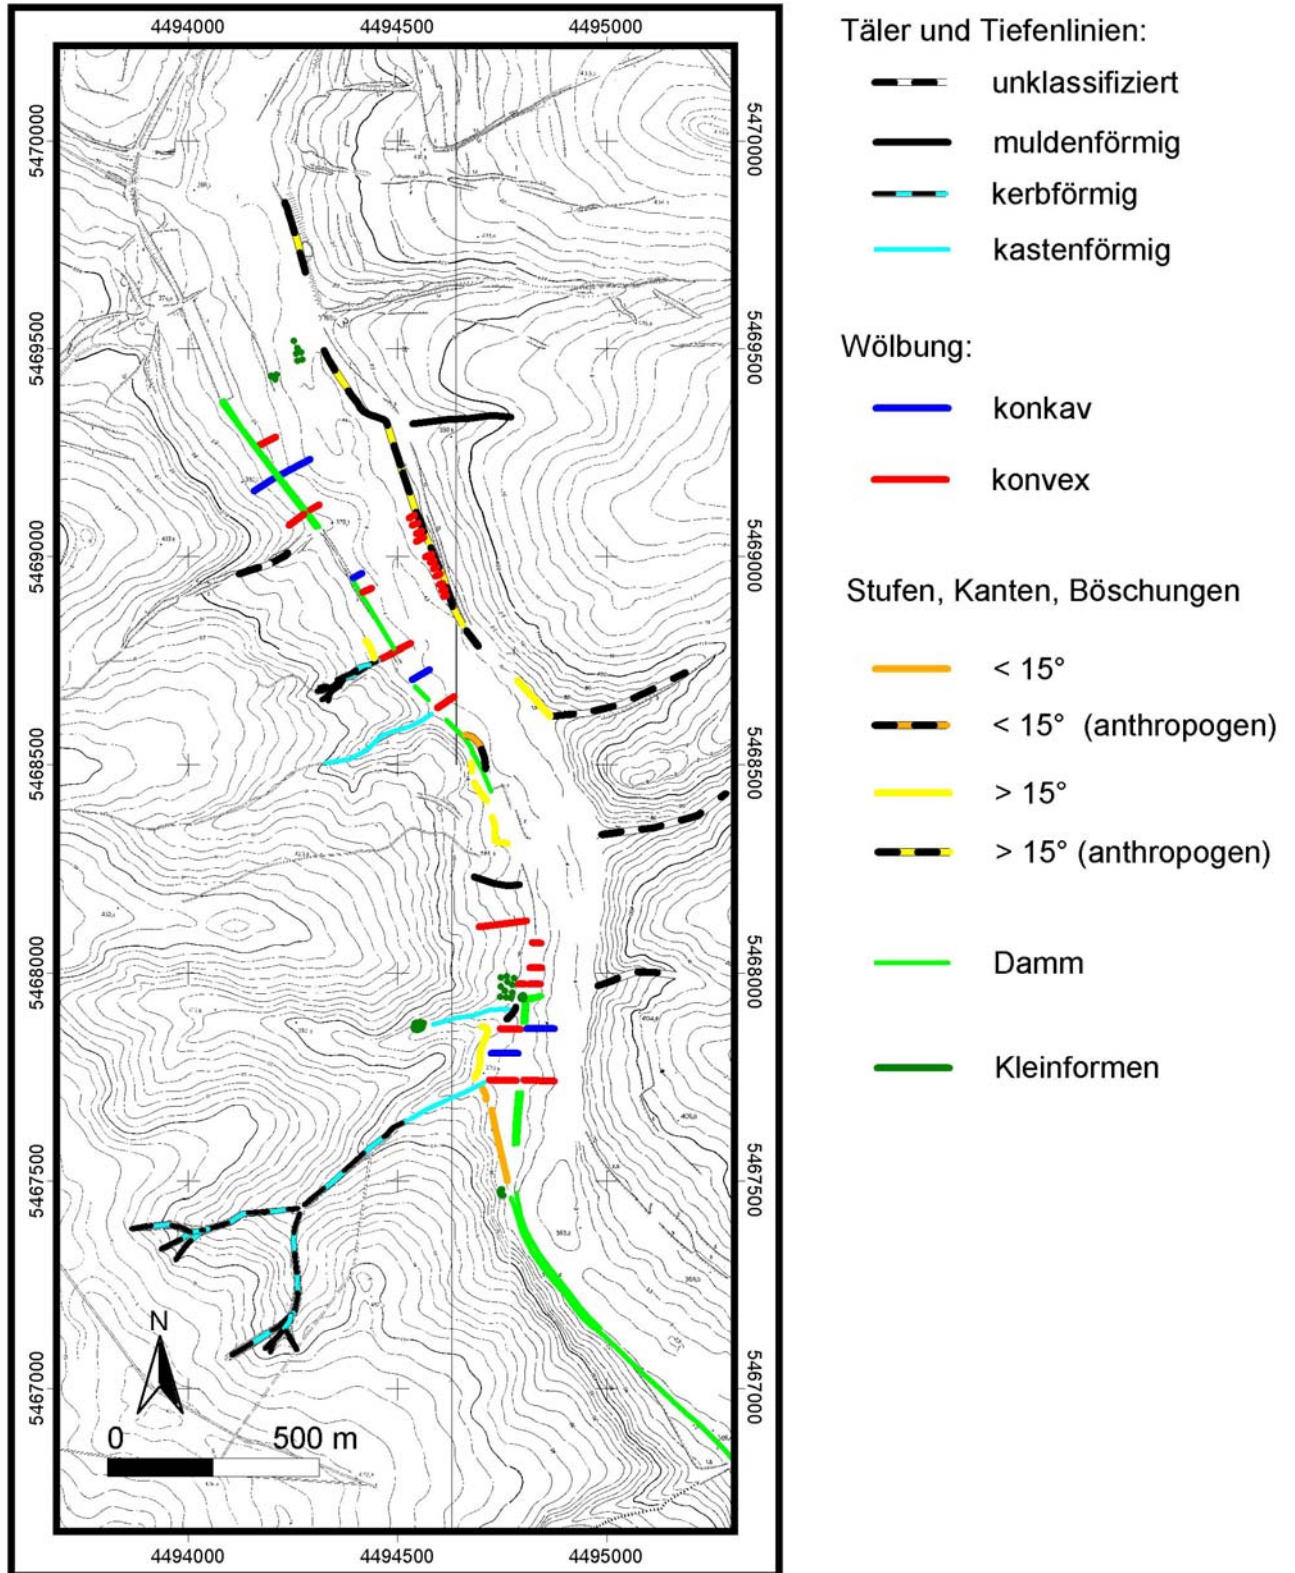 4494000 4494500 4495000
5470000
5469500
5469000
5468500
5468000
5467500
5467000
5470000
5469500
5469000
5468500
5468000
5467500
5467000
N
0 500 m
4494000 4494500 4495000
Täler und Tiefenlinien:
unklassifiziert
muldenförmig
kerbförmig
kastenförmig
Wölbung:
konkav
konvex
Stufen, Kanten, Böschungen
< 15°
< 15° (anthropogen)
> 15°
> 15° (anthropogen)
Damm
Kleinformen